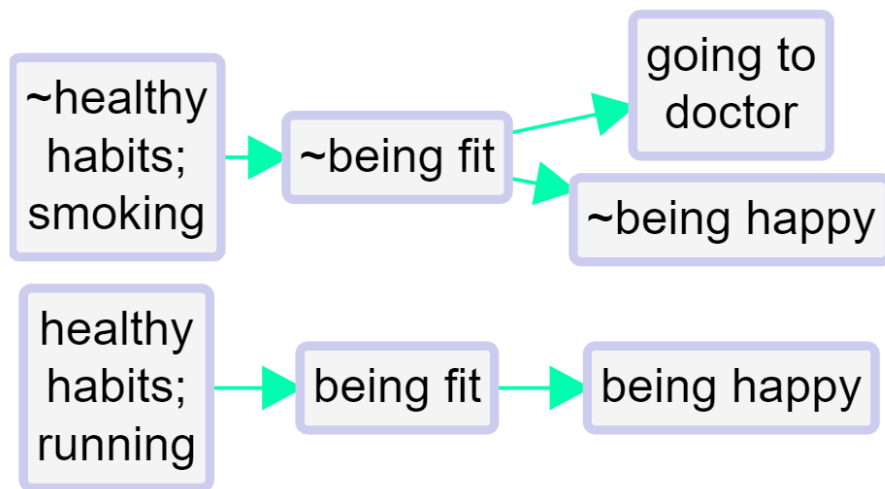 ~healthy
habits;
smoking
~being fit
going to
doctor
~being happy
healthy
habits;
running
being fit
being happy